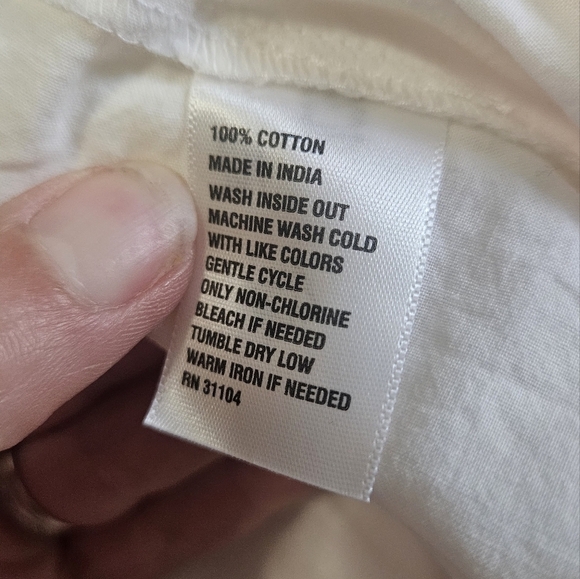 100% COTTON
MADE IN INDIA
WASH INSIDE OUT
MACHINE WASH COLD
WITH LIKE COLORS
GENTLE CYCLE
ONLY NON-CHLORINE
BLEACH IF NEEDED
TUMBLE DRY LOW
WARM IRON IF NEEDED
RN 31104